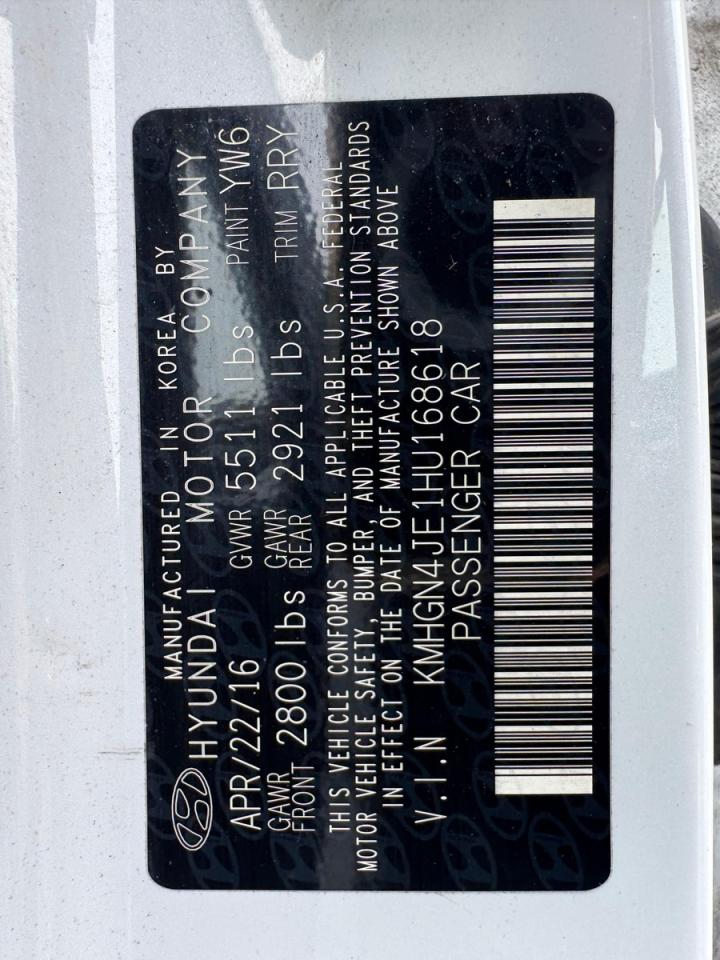 MANUFACTURED IN KOREA BY
HYUNDAI MOTOR COMPANY
APR/22/16 GVWR 5511 lbs PAINT YW6
GAWR FRONT 2800 lbs GAWR REAR 2921 lbs TRIM RRY
THIS VEHICLE CONFORMS TO ALL APPLICABLE U.S.A. FEDERAL
MOTOR VEHICLE SAFETY, BUMPER, AND THEFT PREVENTION STANDARDS
IN EFFECT ON THE DATE OF MANUFACTURE SHOWN ABOVE
V.I.N KMHGN4JE1HU168618
PASSENGER CAR